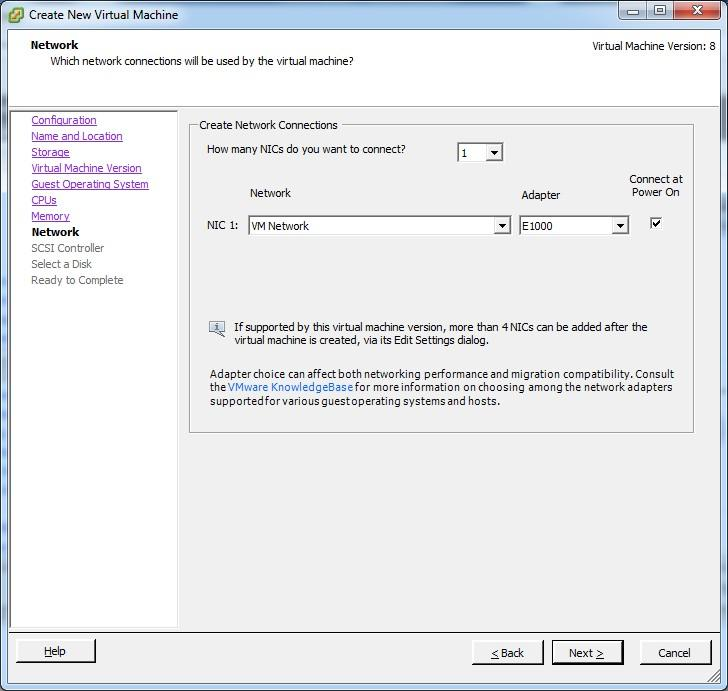 Create New Virtual Machine
Network
Which network connections will be used by the virtual machine?
Virtual Machine Version: 8
Configuration
Name and Location
Storage
Virtual Machine Version
Guest Operating System
CPUs
Memory
Network
SCSI Controller
Select a Disk
Ready to Complete
Create Network Connections
How many NICs do you want to connect?
1
Network
Adapter
Connect at
Power On
NIC 1:
VM Network
E1000
If supported by this virtual machine version, more than 4 NICs can be added after the
virtual machine is created, via its Edit Settings dialog.
Adapter choice can affect both networking performance and migration compatibility. Consult
the VMware KnowledgeBase for more information on choosing among the network adapters
supported for various guest operating systems and hosts.
Help
< Back
Next >
Cancel